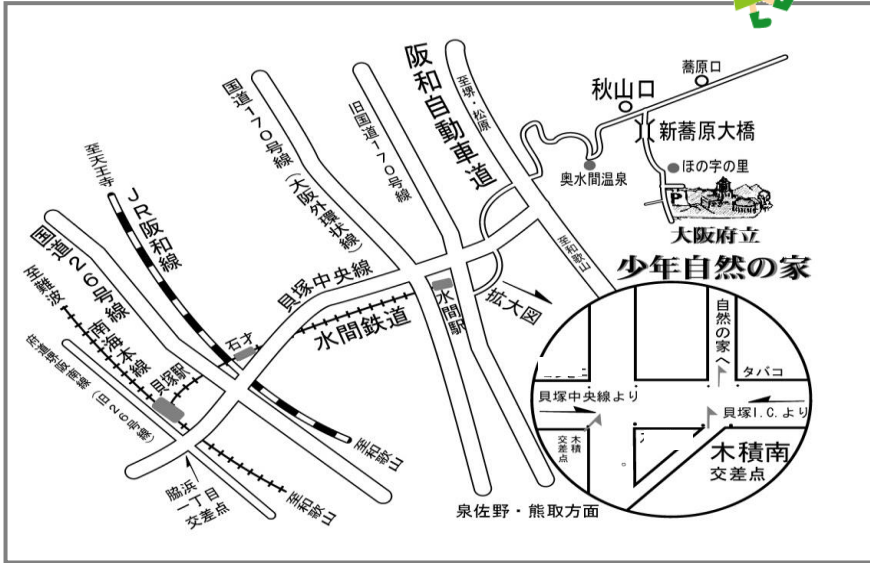 阪和自動車道
至堺・松原
国道170号線(大阪外環状線)
旧国道170号線
秋山口
蕎原口
新蕎原大橋
ほの字の里
奥水間温泉
P
大阪府立
少年自然の家
至天王寺
JR阪和線
国道26号線
至難波
南海本線
府道堺阪南線(旧26号線)
貝塚駅
石才
貝塚中央線
水間鉄道
水間駅
拡大図
至和歌山
至和歌山
至和歌山
脇浜
一丁目
交差点
泉佐野・熊取方面
自然の家へ
タバコ
貝塚中央線より
貝塚I.C.より
木積
交差点
木積南
交差点